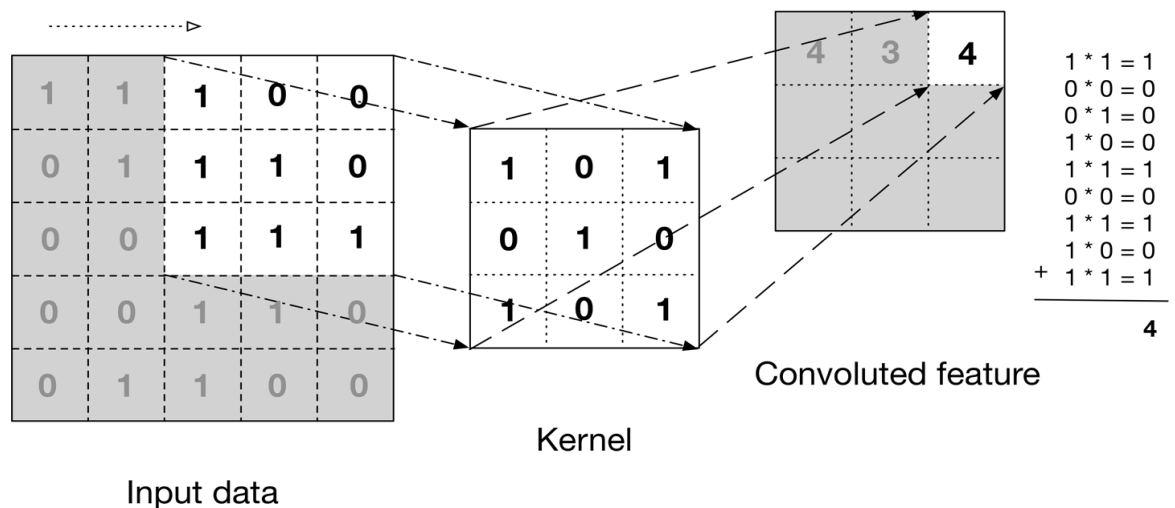 1 1 1 0 0
0 1 1 1 0
0 0 1 1 1
0 0 1 1 0
0 1 1 0 0
Input data
1 0 1
0 1 0
1 0 1
Kernel
4 3 4
Convoluted feature
1 * 1 = 1
0 * 0 = 0
0 * 1 = 0
1 * 0 = 0
1 * 1 = 1
0 * 0 = 0
1 * 1 = 1
1 * 0 = 0
+ 1 * 1 = 1
4